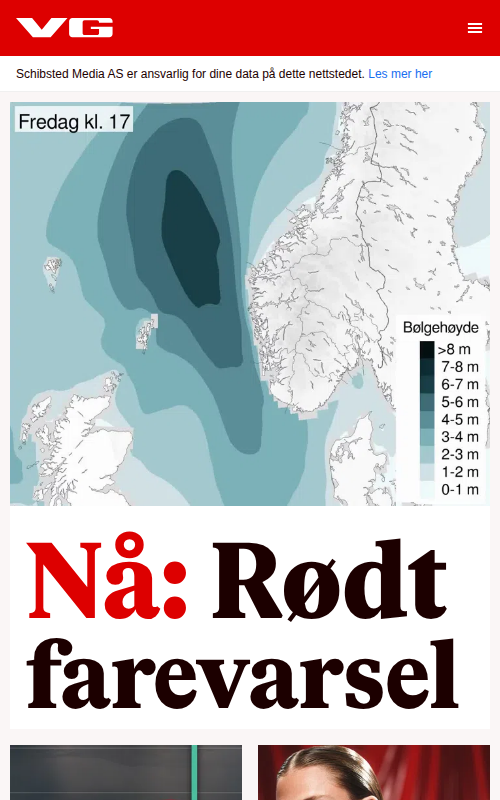 VG
Schibsted Media AS er ansvarlig for dine data på dette nettstedet. Les mer her
Fredag kl. 17
Bølgehøyde
>8 m
7-8 m
6-7 m
5-6 m
4-5 m
3-4 m
2-3 m
1-2 m
0-1 m
Nå: Rødt
farevarsel